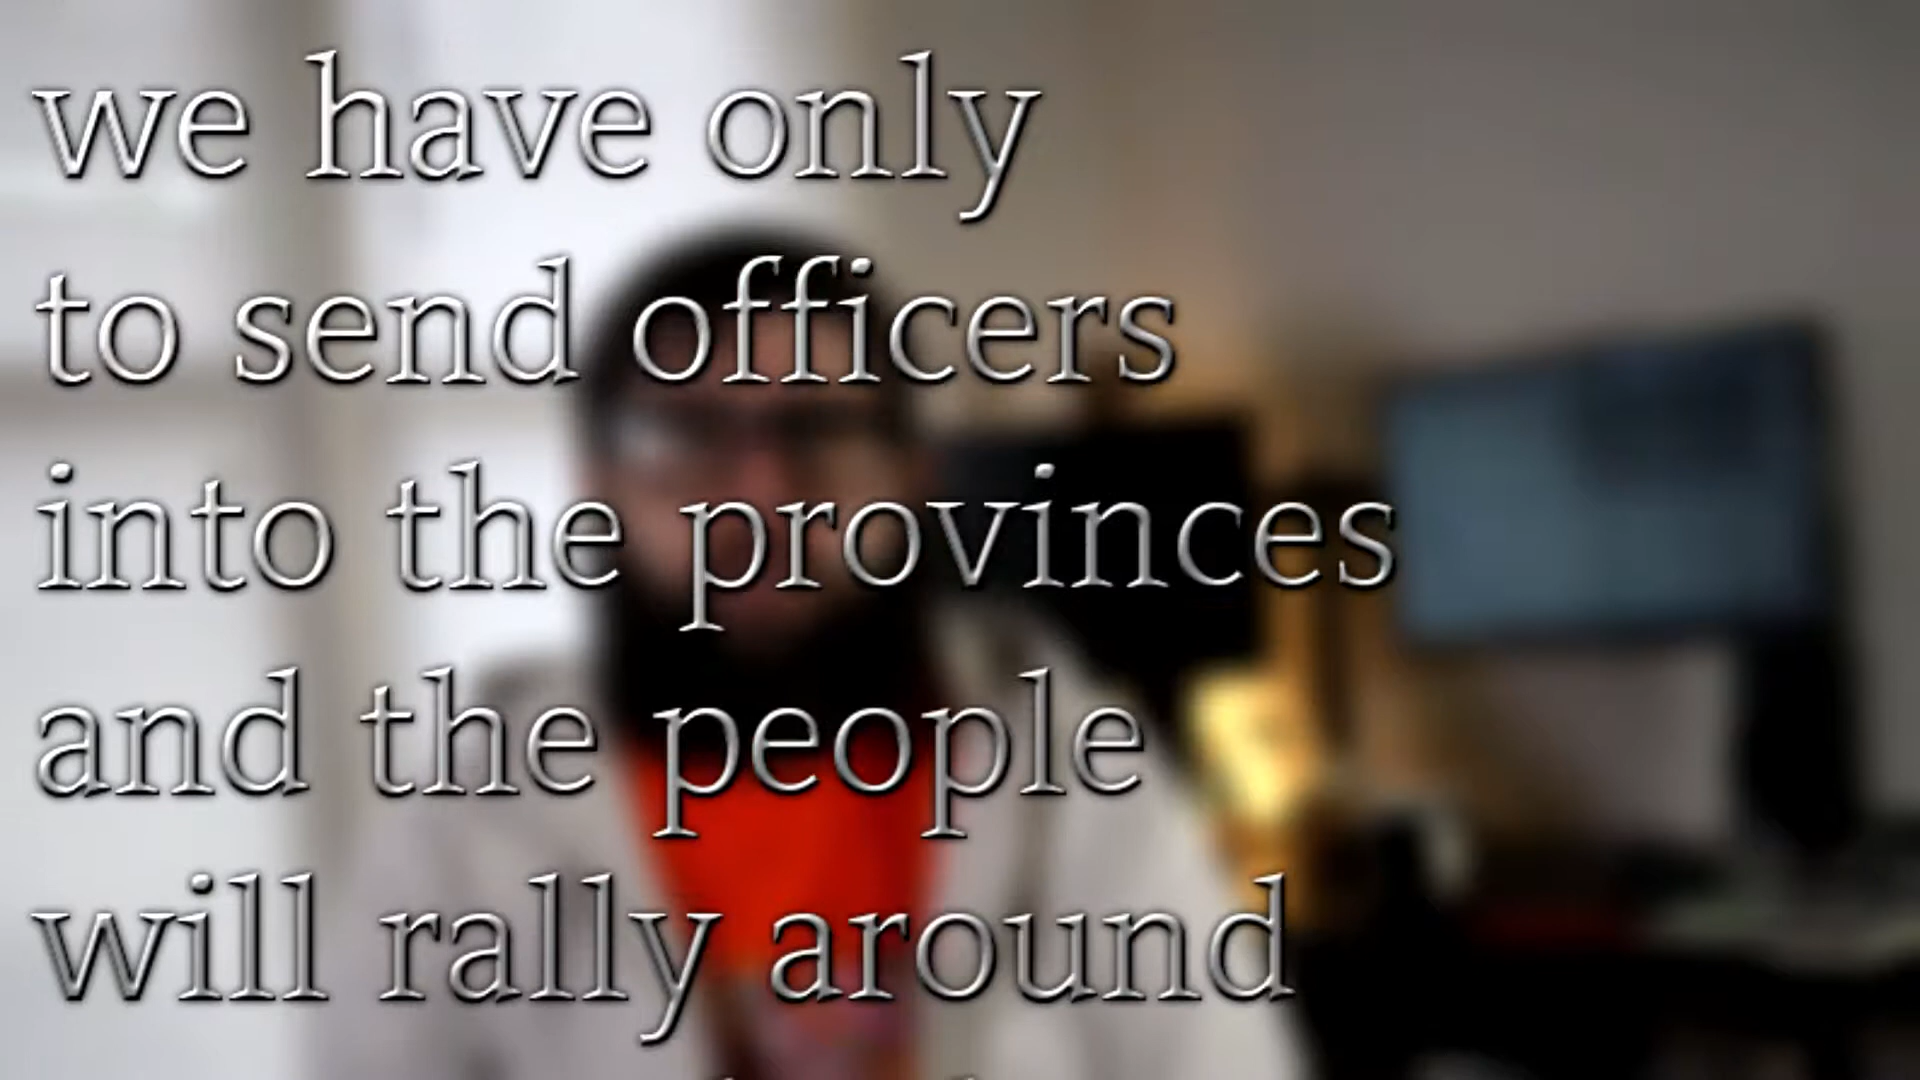 we have only
to send officers
into the provinces
and the people
will rally around